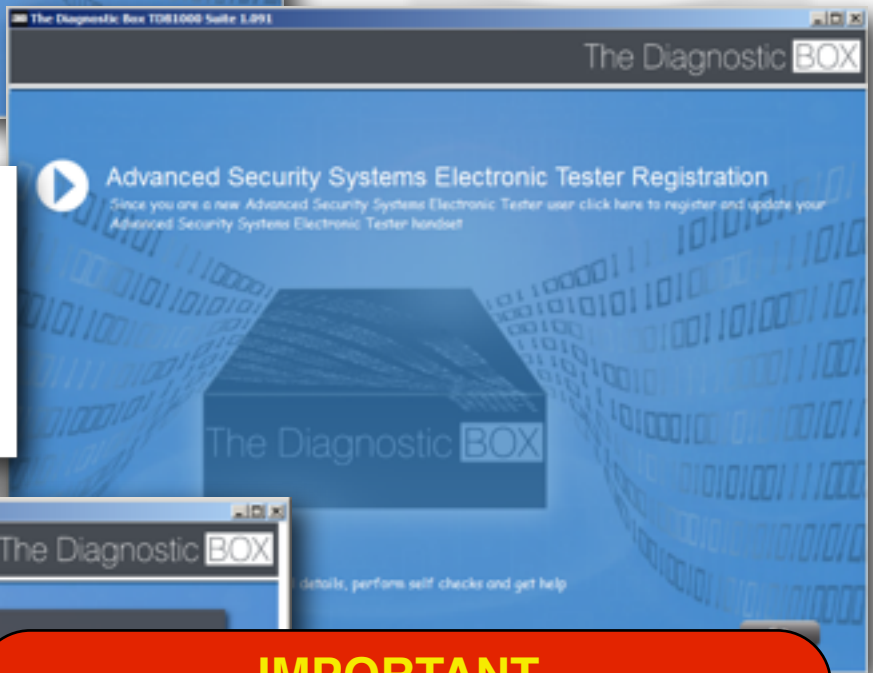 The Diagnostic Box TDB1000 Suite 1.091
The Diagnostic BOX
Advanced Security Systems Electronic Tester Registration
Since you are a new Advanced Security Systems Electronic Tester user click here to register and update your
Advanced Security Systems Electronic Tester handset
The Diagnostic BOX
The Diagnostic BOX
details, perform self checks and get help
IMPORTANT